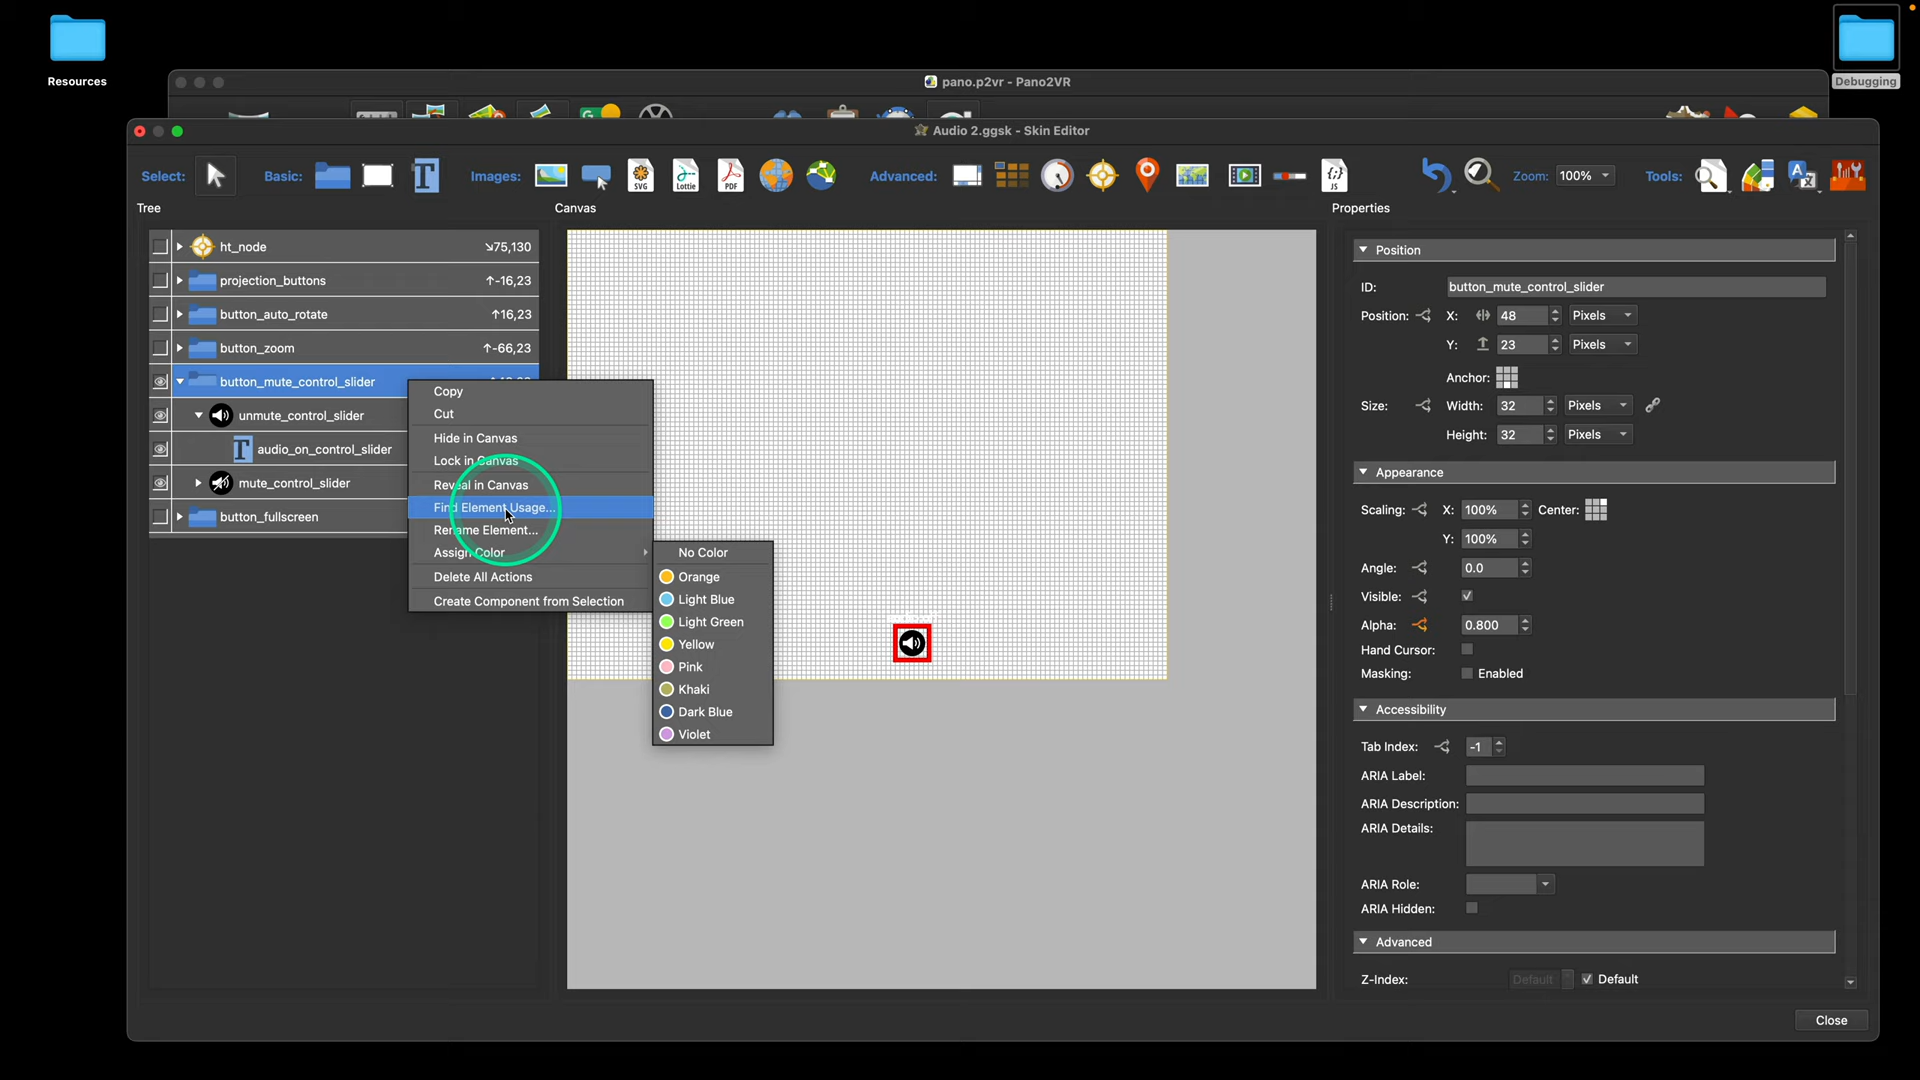 Resources
Debugging
pano.p2vr - Pano2VR
Audio 2.ggsk - Skin Editor
Select:
Basic:
T
Images:
SVG
Lottie
PDF
Advanced:
JS
Zoom: 100%
Tools:
Tree
Canvas
Properties
ht_node ↘75,130
projection_buttons ↑-16,23
button_auto_rotate ↑16,23
button_zoom ↑-66,23
button_mute_control_slider
unmute_control_slider
T audio_on_control_slider
mute_control_slider
button_fullscreen
Copy
Cut
Hide in Canvas
Lock in Canvas
Reveal in Canvas
Find Element Usage...
Rename Element...
Assign Color
Delete All Actions
Create Component from Selection
No Color
Orange
Light Blue
Light Green
Yellow
Pink
Khaki
Dark Blue
Violet
Position
ID: button_mute_control_slider
Position: X: 48 Pixels
Y: 23 Pixels
Anchor:
Size: Width: 32 Pixels
Height: 32 Pixels
Appearance
Scaling: X: 100% Center:
Y: 100%
Angle: 0.0
Visible:
Alpha: 0.800
Hand Cursor:
Masking: Enabled
Accessibility
Tab Index: -1
ARIA Label:
ARIA Description:
ARIA Details:
ARIA Role:
ARIA Hidden:
Advanced
Z-Index: Default Default
Close